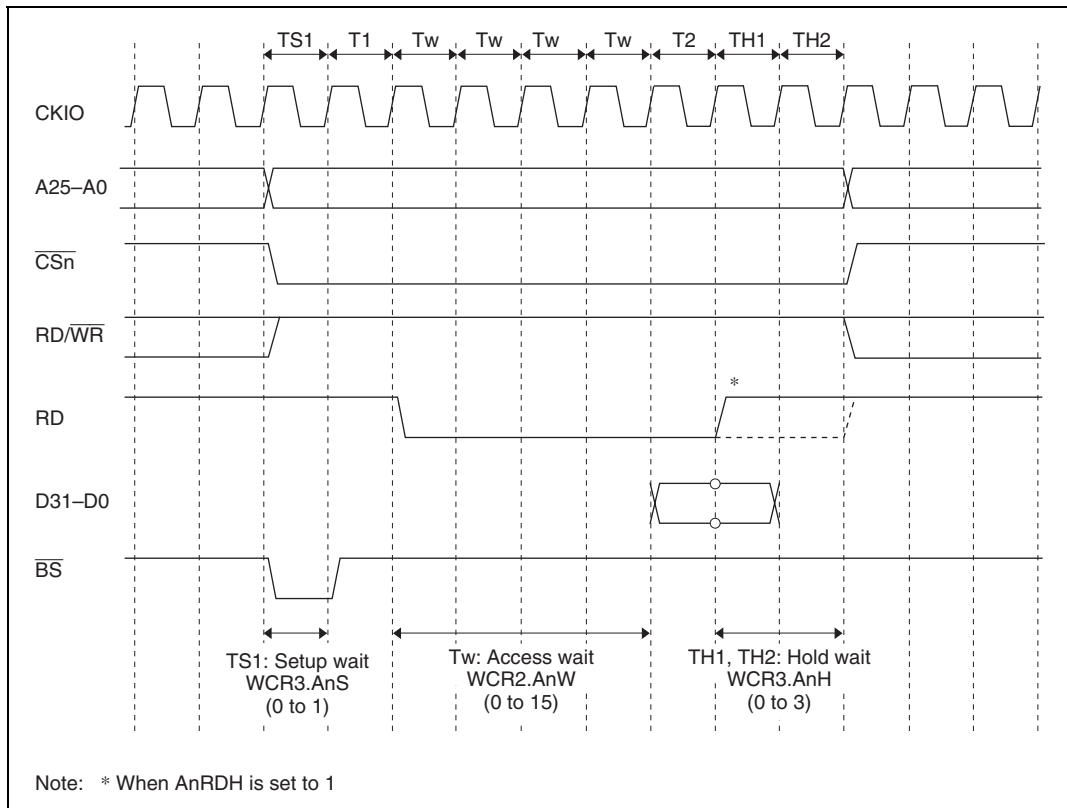 TS1 T1 Tw Tw Tw Tw T2 TH1 TH2
CKIO
A25–A0
CSn
RD/WR
*
RD
D31–D0
BS
TS1: Setup wait
WCR3.AnS
(0 to 1)
Tw: Access wait
WCR2.AnW
(0 to 15)
TH1, TH2: Hold wait
WCR3.AnH
(0 to 3)
Note: * When AnRDH is set to 1